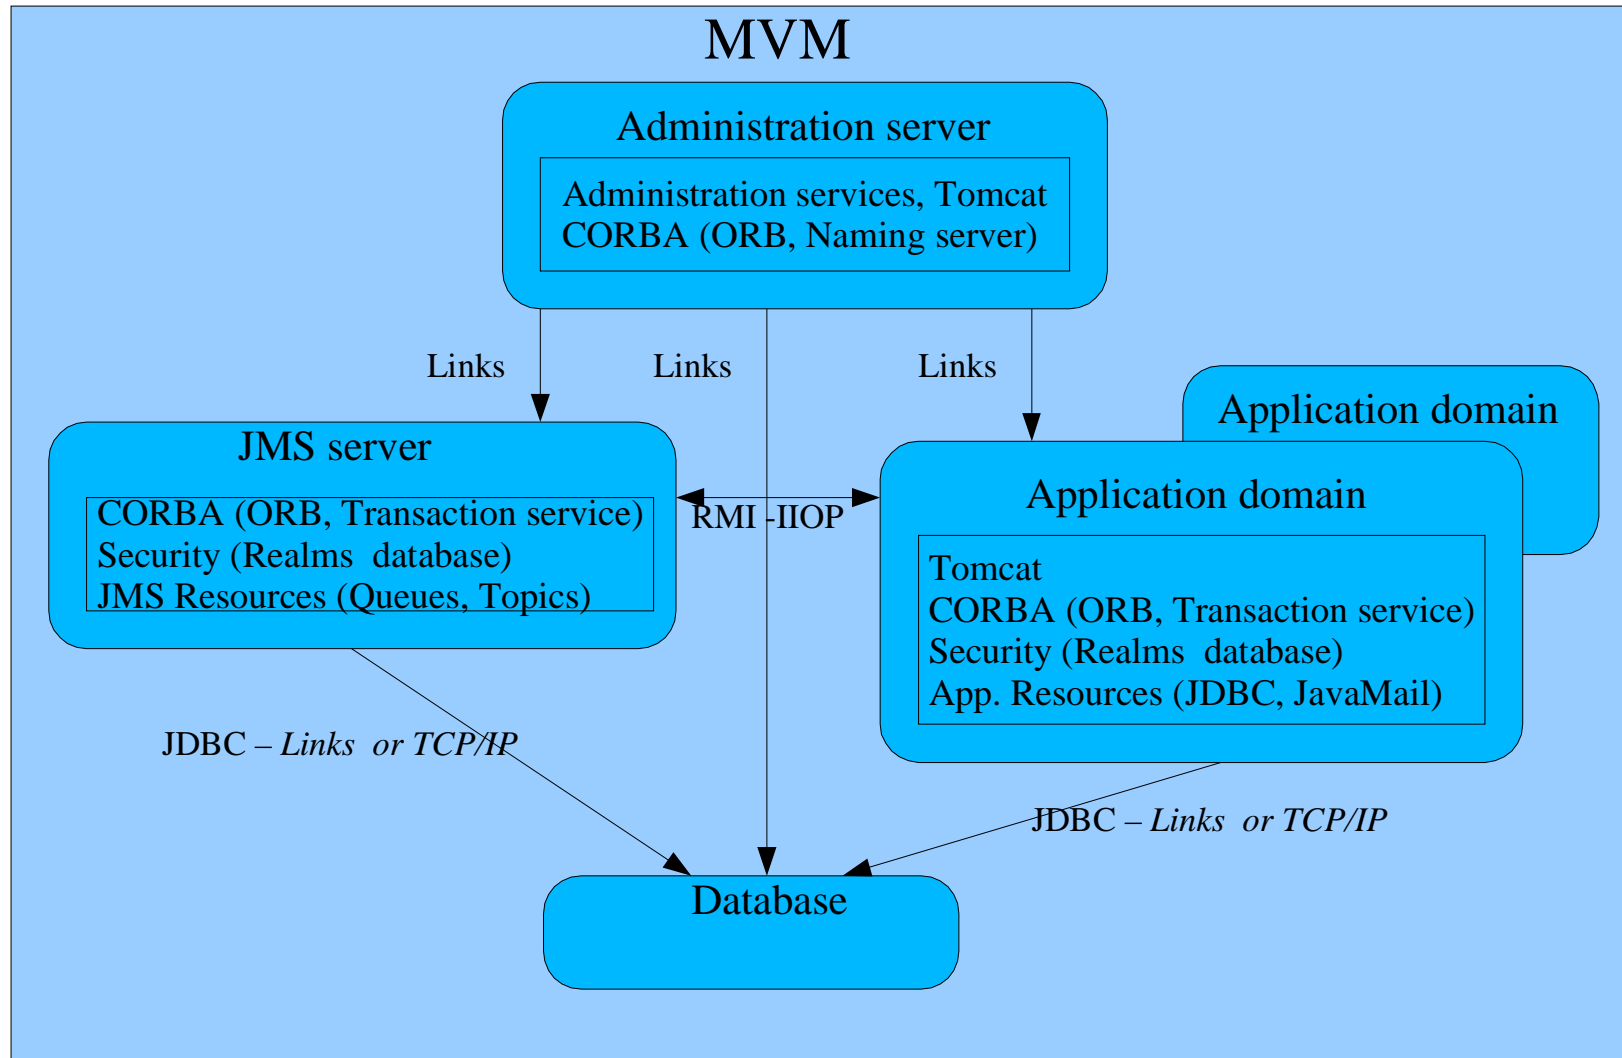 MVM
Administration server
Administration services, Tomcat
CORBA (ORB, Naming server)
Links
Links
Links
Application domain
JMS server
CORBA (ORB, Transaction service)
Security (Realms database)
JMS Resources (Queues, Topics)
RMI -IIOP
Application domain
Tomcat
CORBA (ORB, Transaction service)
Security (Realms database)
App. Resources (JDBC, JavaMail)
JDBC – Links or TCP/IP
JDBC – Links or TCP/IP
Database